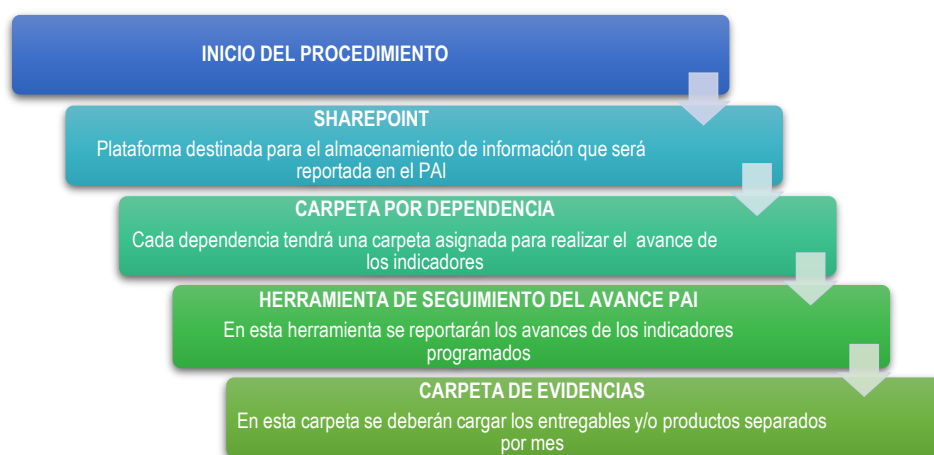 INICIO DEL PROCEDIMIENTO
SHAREPOINT
Plataforma destinada para el almacenamiento de información que será
reportada en el PAI
CARPETA POR DEPENDENCIA
Cada dependencia tendrá una carpeta asignada para realizar el avance de
los indicadores
HERRAMIENTA DE SEGUIMIENTO DEL AVANCE PAI
En esta herramienta se reportarán los avances de los indicadores
programados
CARPETA DE EVIDENCIAS
En esta carpeta se deberán cargar los entregables y/o productos separados
por mes